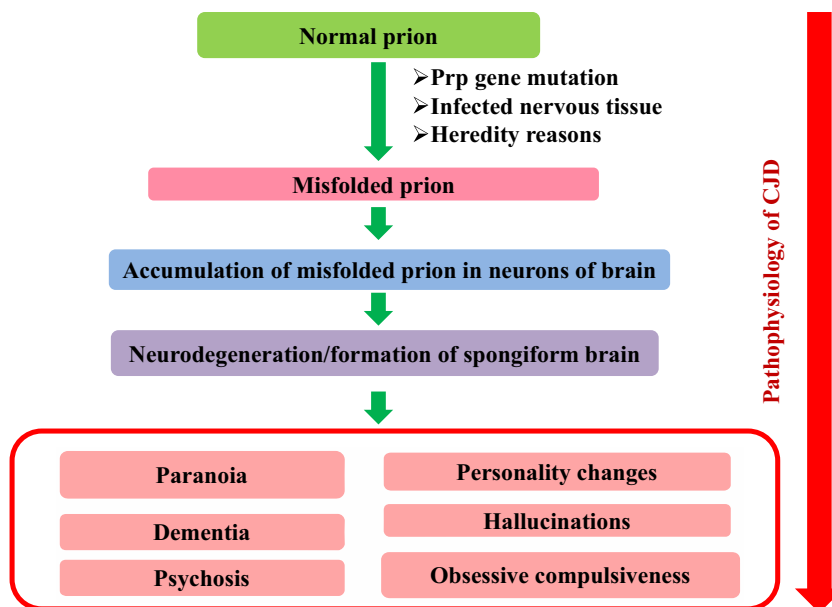 Normal prion
➢Prp gene mutation
➢Infected nervous tissue
➢Heredity reasons
Misfolded prion
Accumulation of misfolded prion in neurons of brain
Neurodegeneration/formation of spongiform brain
Paranoia
Personality changes
Dementia
Hallucinations
Psychosis
Obsessive compulsiveness
Pathophysiology of CJD